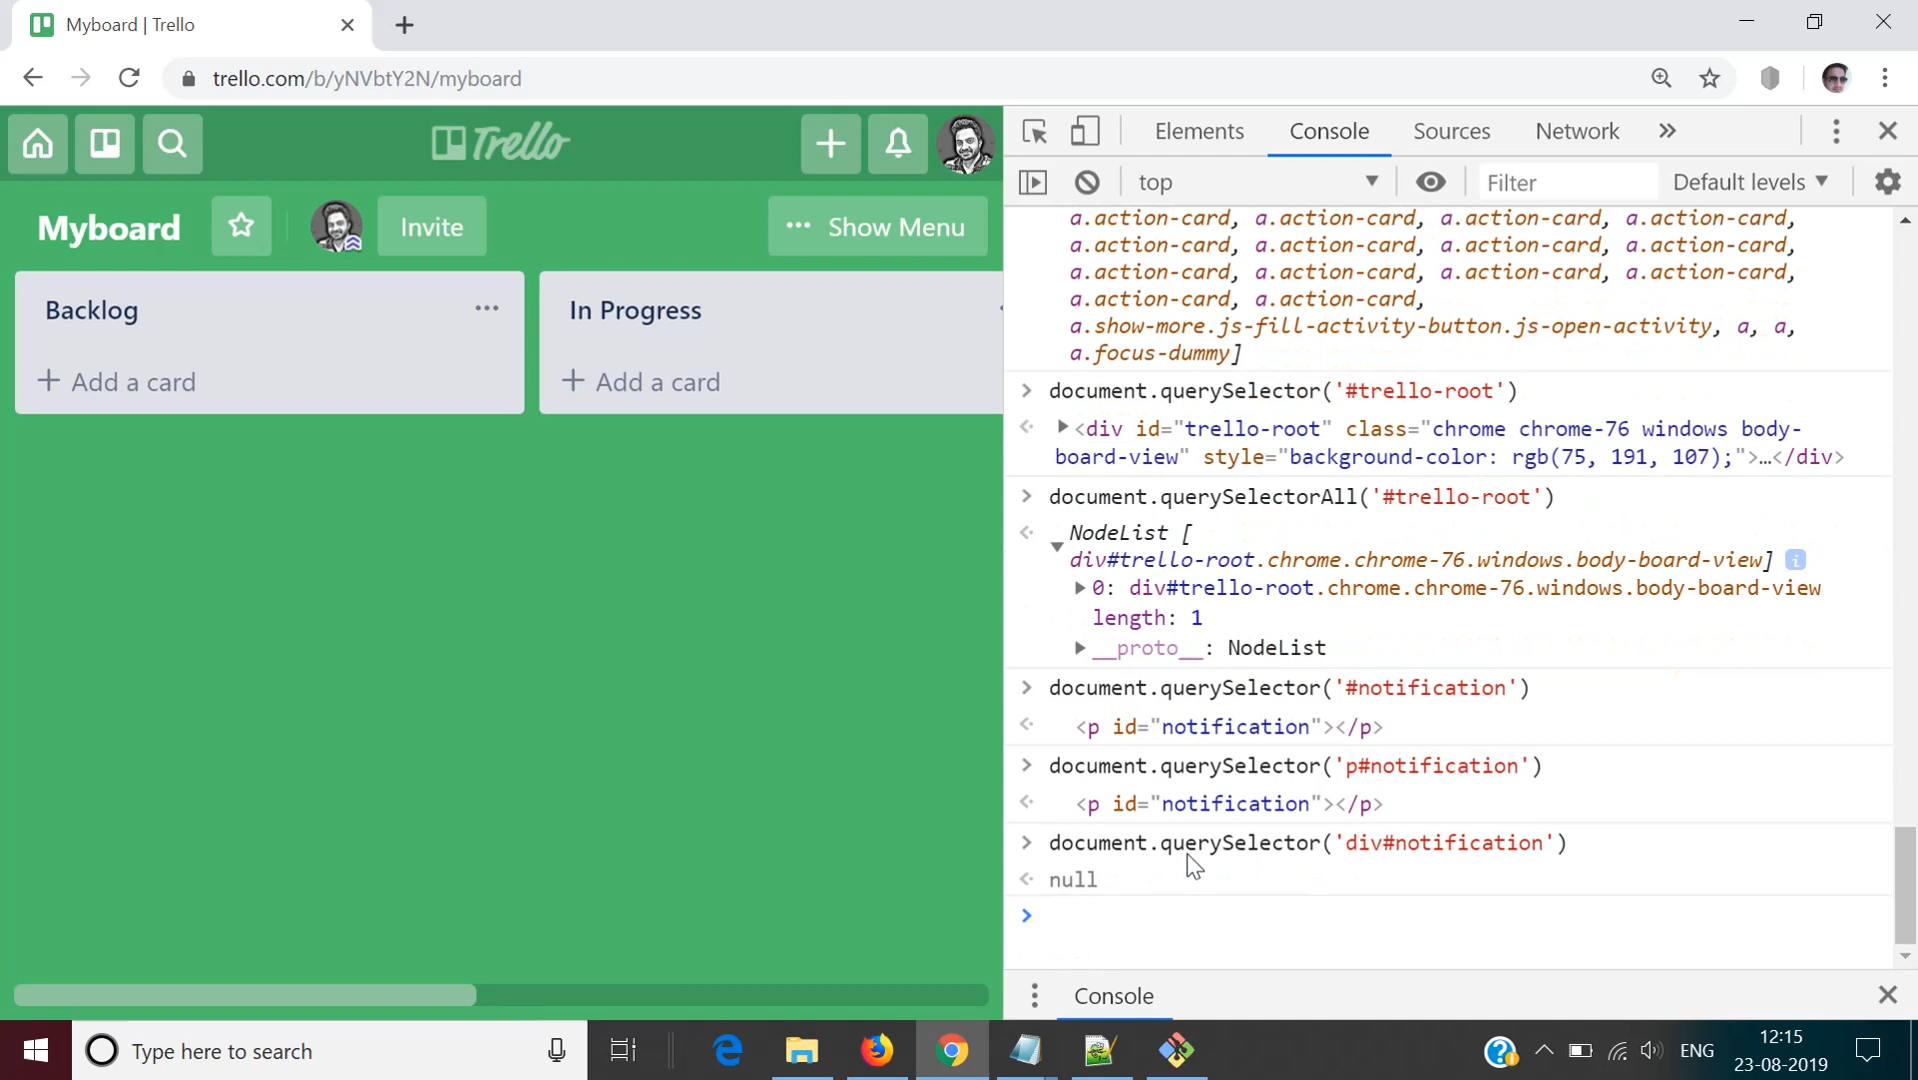 Myboard | Trello
trello.com/b/yNVbtY2N/myboard
Trello
Myboard
Invite
Show Menu
Backlog
Add a card
In Progress
Add a card
Elements Console Sources Network
top
Filter
Default levels
a.action-card, a.action-card, a.action-card, a.action-card,
a.action-card, a.action-card, a.action-card, a.action-card,
a.action-card, a.action-card, a.action-card, a.action-card,
a.action-card, a.action-card,
a.show-more.js-fill-activity-button.js-open-activity, a, a,
a.focus-dummy]
document.querySelector('#trello-root')
<div id="trello-root" class="chrome chrome-76 windows body-
board-view" style="background-color: rgb(75, 191, 107);">…</div>
document.querySelectorAll('#trello-root')
NodeList [
div#trello-root.chrome.chrome-76.windows.body-board-view]
0: div#trello-root.chrome.chrome-76.windows.body-board-view
length: 1
__proto__: NodeList
document.querySelector('#notification')
<p id="notification"></p>
document.querySelector('p#notification')
<p id="notification"></p>
document.querySelector('div#notification')
null
Console
Type here to search
ENG
12:15
23-08-2019